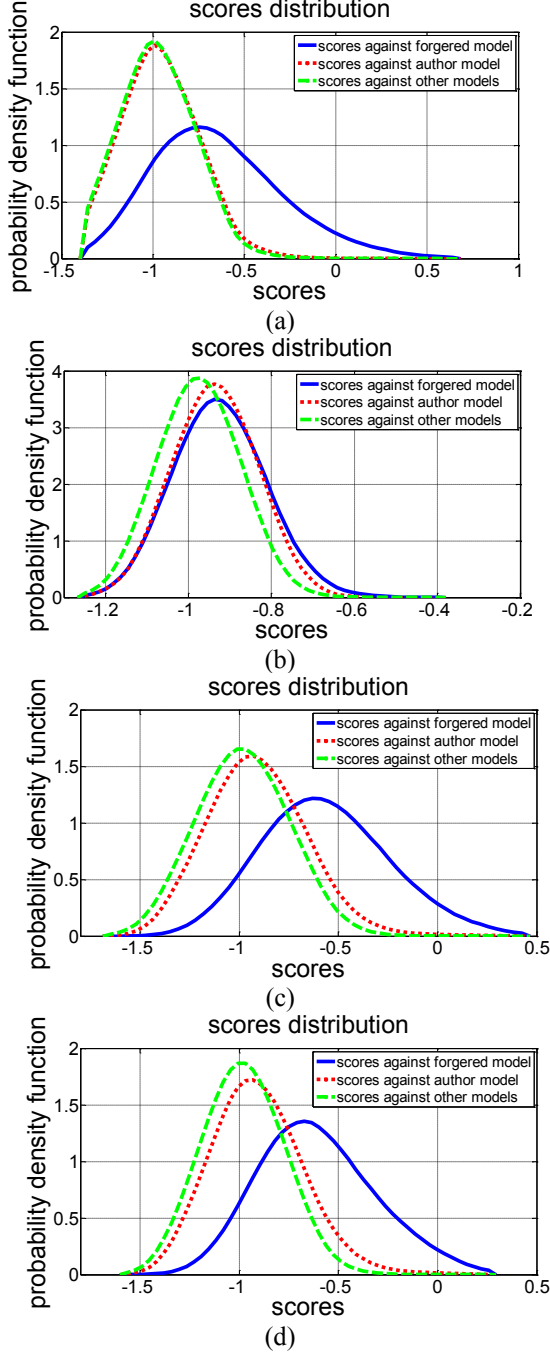 scores distribution
probability density function
2
1.5
1
0.5
0
-1.5
-1
-0.5
0
0.5
1
scores against forgered model
scores against author model
scores against other models
scores
(a)
scores distribution
probability density function
4
3
2
1
0
-1.2
-1
-0.8
-0.6
-0.4
-0.2
scores against forgered model
scores against author model
scores against other models
scores
(b)
scores distribution
probability density function
2
1.5
1
0.5
0
-1.5
-1
-0.5
0
0.5
scores against forgered model
scores against author model
scores against other models
scores
(c)
scores distribution
probability density function
2
1.5
1
0.5
0
-1.5
-1
-0.5
0
0.5
scores against forgered model
scores against author model
scores against other models
scores
(d)